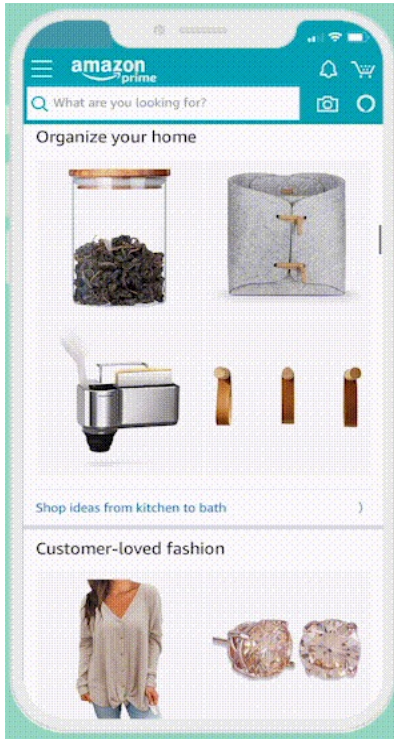 amazon
prime
What are you looking for?
Organize your home
Shop ideas from kitchen to bath
Customer-loved fashion